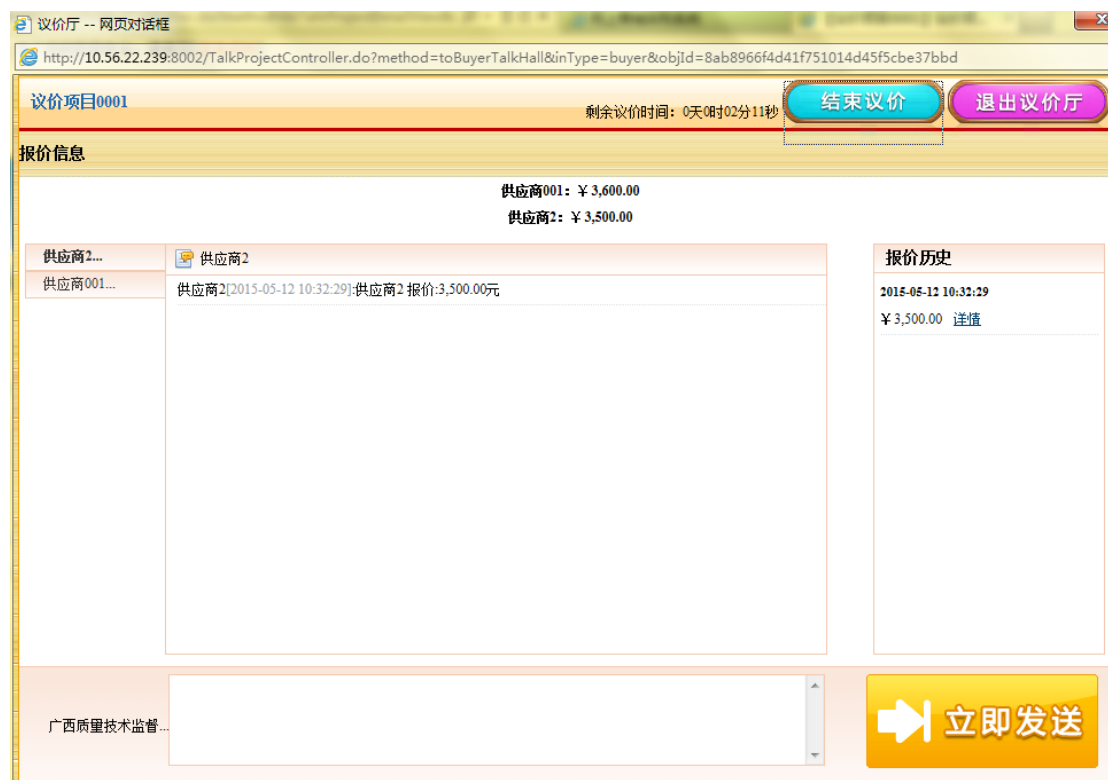 议价厅 -- 网页对话框
http://10.56.22.239:8002/TalkProjectController.do?method=toBuyerTalkHall&inType=buyer&objId=8ab8966f4d41f751014d45f5cbe37bbd
议价项目0001
剩余议价时间：0天0时02分11秒
结束议价
退出议价厅
报价信息
供应商001：￥3,600.00
供应商2：￥3,500.00
供应商2...
供应商001...
供应商2
供应商2[2015-05-12 10:32:29]:供应商2 报价:3,500.00元
报价历史
2015-05-12 10:32:29
￥3,500.00 详情
广西质量技术监督...
立即发送